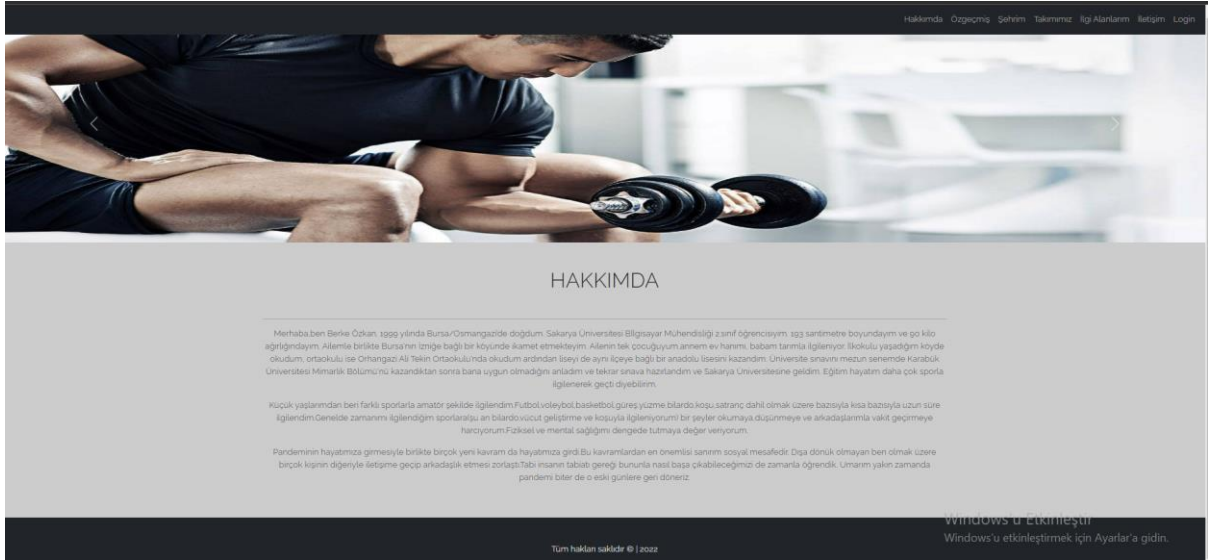 Hakkımda Özgeçmiş Şehrim Takımımız İlgi Alanlarım İletişim Login
HAKKIMDA
Merhaba,ben Berke Özkan, 1999 yılında Bursa/Osmangazi'de doğdum. Sakarya Üniversitesi Bilgisayar Mühendisliği 2.sınıf öğrencisiyim. 193 santimetre boyundayım ve 90 kilo
ağırlığındayım. Ailemle birlikte Bursa'nın İzniğe bağlı bir köyünde ikamet etmekteyim. Ailenin tek çocuğuyum,annem ev hanımı, babam tarımla ilgileniyor. İlkokulu yaşadığım köyde
okudum, ortaokulu ise Orhangazi Ali Tekin Ortaokulu'nda okudum ardından liseyi de aynı ilçeye bağlı bir anadolu lisesini kazandım. Üniversite sınavını mezun senemde Karabük
Üniversitesi Mimarlık Bölümü'nü kazandıktan sonra bana uygun olmadığını anladım ve tekrar sınava hazırlandım ve Sakarya Üniversitesine geldim. Eğitim hayatım daha çok sporla
ilgilenerek geçti diyebilirim.
Küçük yaşlarımdan beri farklı sporlarla amatör şekilde ilgilendim.Futbol,voleybol,basketbol,güreş,yüzme,bilardo,koşu,satranç dahil olmak üzere bazısıyla kısa bazısıyla uzun süre
ilgilendim.Genelde zamanımı ilgilendiğim sporlara(şu an bilardo,vücut geliştirme ve koşuyla ilgileniyorum) bir şeyler okumaya,düşünmeye ve arkadaşlarımla vakit geçirmeye
harcıyorum.Fiziksel ve mental sağlığımı dengede tutmaya değer veriyorum.
Pandeminin hayatımıza girmesiyle birlikte birçok yeni kavram da hayatımıza girdi.Bu kavramlardan en önemlisi sanırım sosyal mesafedir. Dışa dönük olmayan ben olmak üzere
birçok kişinin diğeriyle iletişime geçip arkadaşlık etmesi zorlaştı.Tabi insanın tabiatı gereği bununla nasıl başa çıkabileceğimizi de zamanla öğrendik. Umarım yakın zamanda
pandemi biter de o eski günlere geri döneriz.
Windows'u Etkinleştir
Windows'u etkinleştirmek için Ayarlar'a gidin.
Tüm hakları saklıdır © | 2022